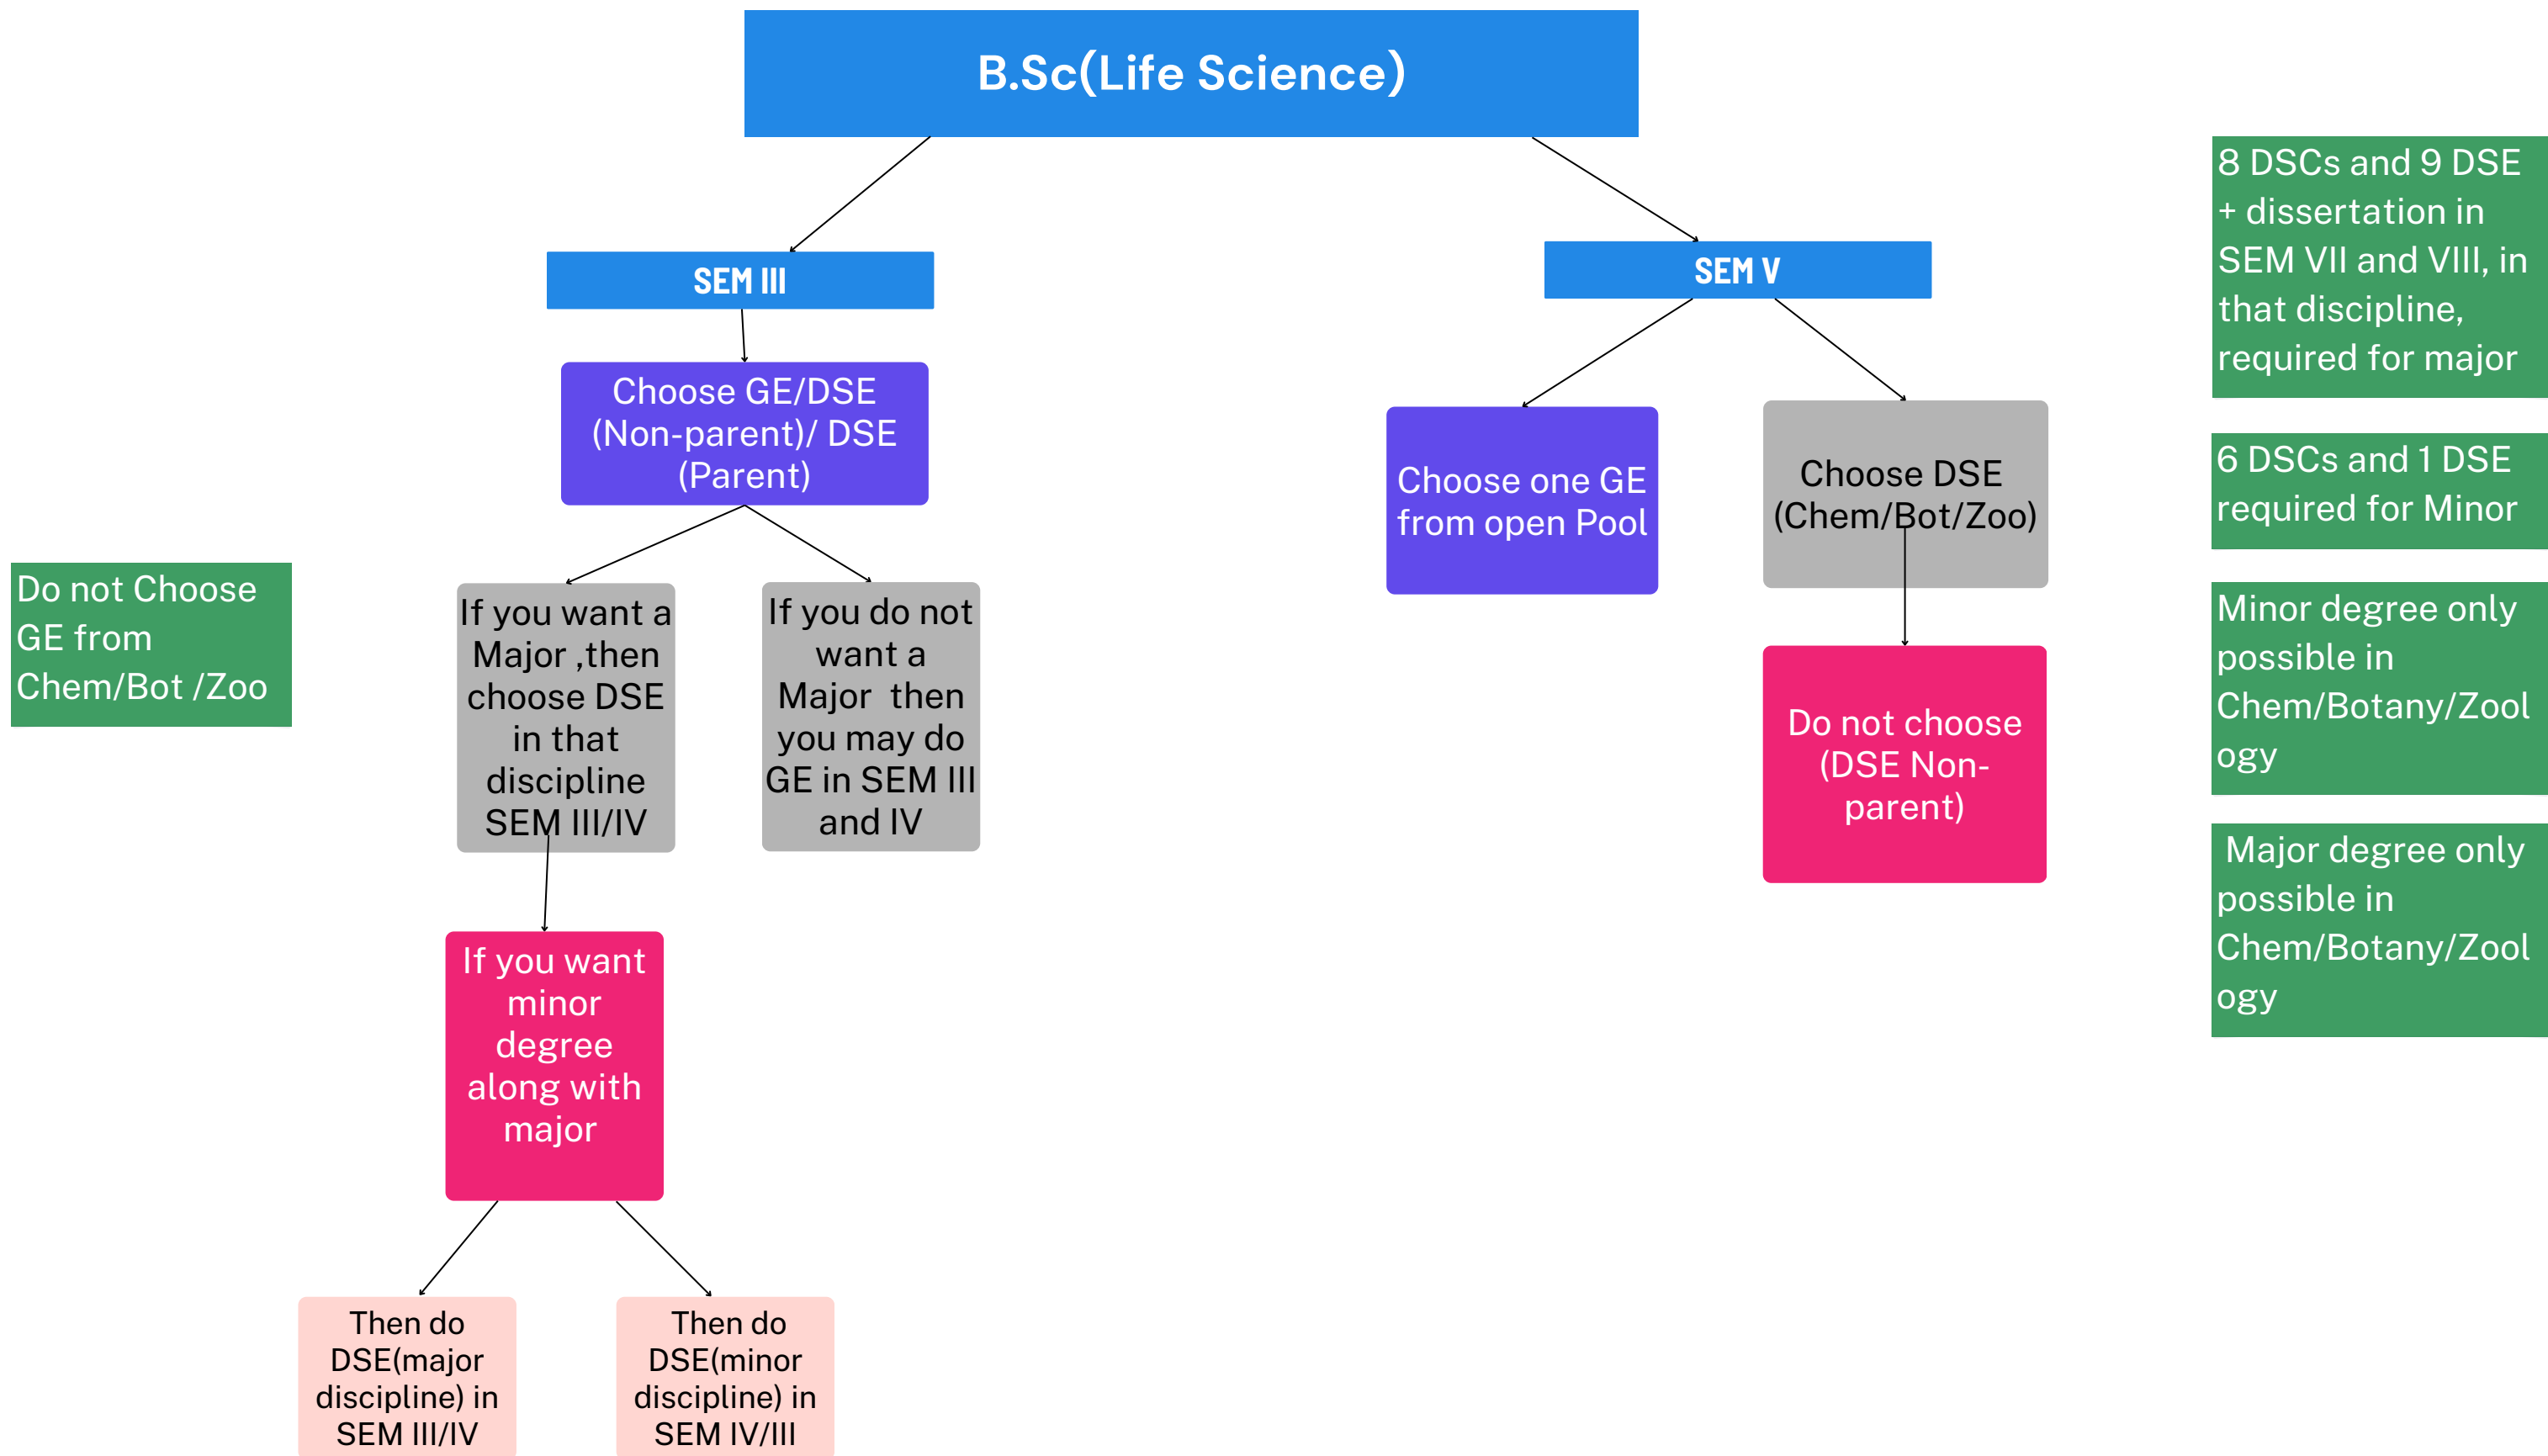 B.Sc(Life Science)
SEM III
SEM V
Choose GE/DSE
(Non-parent)/ DSE
(Parent)
Choose one GE
from open Pool
Choose DSE
(Chem/Bot/Zoo)
Do not choose
(DSE Non-
parent)
Do not Choose
GE from
Chem/Bot /Zoo
If you want a
Major ,then
choose DSE
in that
discipline
SEM III/IV
If you do not
want a
Major  then
you may do
GE in SEM III
and IV
If you want
minor
degree
along with
major
Then do
DSE(major
discipline) in
SEM III/IV
Then do
DSE(minor
discipline) in
SEM IV/III
8 DSCs and 9 DSE
+ dissertation in
SEM VII and VIII, in
that discipline,
required for major
6 DSCs and 1 DSE
required for Minor
Minor degree only
possible in
Chem/Botany/Zool
ogy
Major degree only
possible in
Chem/Botany/Zool
ogy